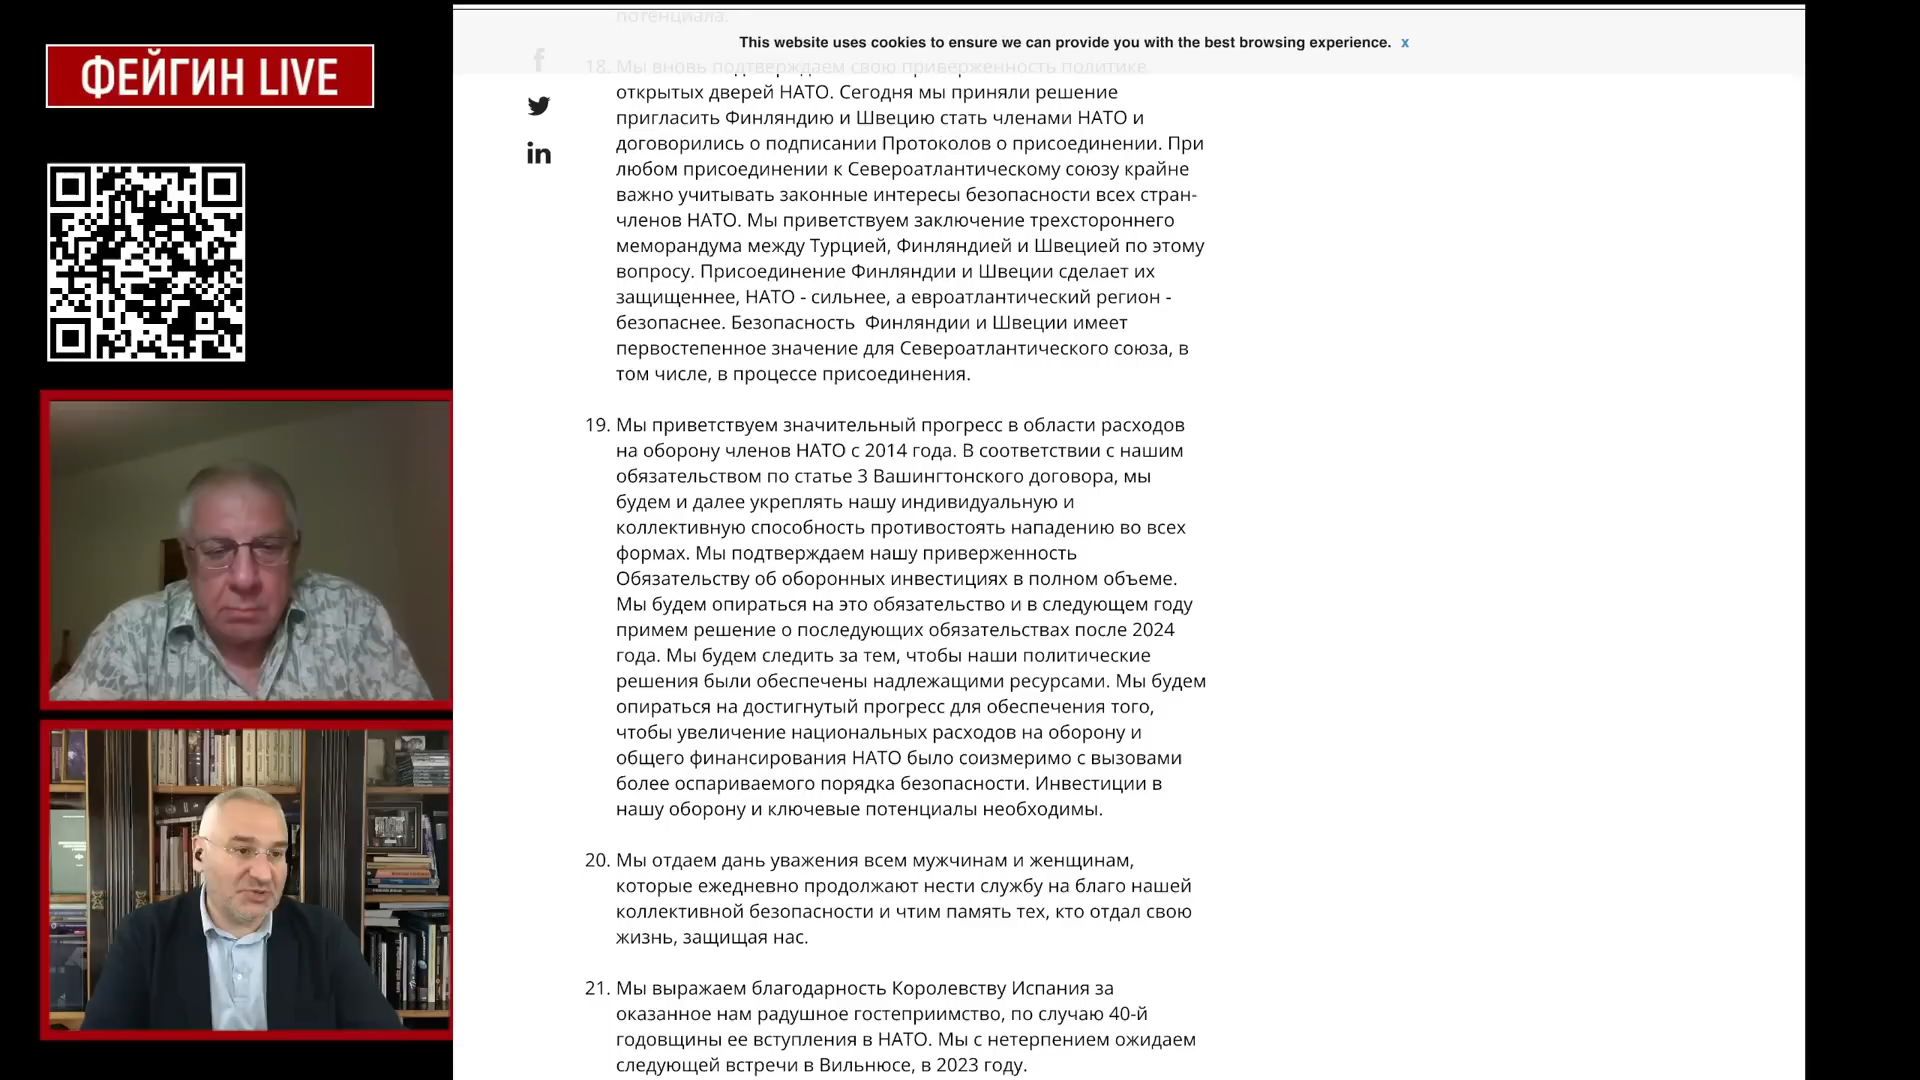 ФЕЙГИН LIVE
потенциала.
This website uses cookies to ensure we can provide you with the best browsing experience. x
18. Мы вновь подтверждаем свою приверженность политике
открытых дверей НАТО. Сегодня мы приняли решение
пригласить Финляндию и Швецию стать членами НАТО и
договорились о подписании Протоколов о присоединении. При
любом присоединении к Североатлантическому союзу крайне
важно учитывать законные интересы безопасности всех стран-
членов НАТО. Мы приветствуем заключение трехстороннего
меморандума между Турцией, Финляндией и Швецией по этому
вопросу. Присоединение Финляндии и Швеции сделает их
защищеннее, НАТО - сильнее, а евроатлантический регион -
безопаснее. Безопасность  Финляндии и Швеции имеет
первостепенное значение для Североатлантического союза, в
том числе, в процессе присоединения.
19. Мы приветствуем значительный прогресс в области расходов
на оборону членов НАТО с 2014 года. В соответствии с нашим
обязательством по статье 3 Вашингтонского договора, мы
будем и далее укреплять нашу индивидуальную и
коллективную способность противостоять нападению во всех
формах. Мы подтверждаем нашу приверженность
Обязательству об оборонных инвестициях в полном объеме.
Мы будем опираться на это обязательство и в следующем году
примем решение о последующих обязательствах после 2024
года. Мы будем следить за тем, чтобы наши политические
решения были обеспечены надлежащими ресурсами. Мы будем
опираться на достигнутый прогресс для обеспечения того,
чтобы увеличение национальных расходов на оборону и
общего финансирования НАТО было соизмеримо с вызовами
более оспариваемого порядка безопасности. Инвестиции в
нашу оборону и ключевые потенциалы необходимы.
20. Мы отдаем дань уважения всем мужчинам и женщинам,
которые ежедневно продолжают нести службу на благо нашей
коллективной безопасности и чтим память тех, кто отдал свою
жизнь, защищая нас.
21. Мы выражаем благодарность Королевству Испания за
оказанное нам радушное гостеприимство, по случаю 40-й
годовщины ее вступления в НАТО. Мы с нетерпением ожидаем
следующей встречи в Вильнюсе, в 2023 году.